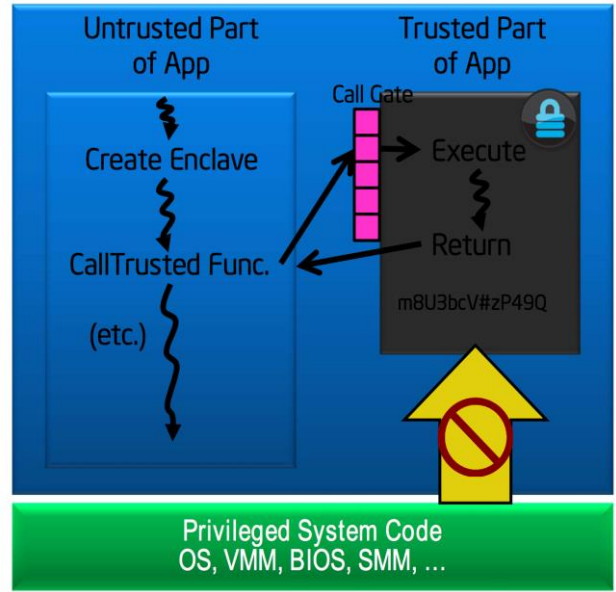 Untrusted Part
of App
Create Enclave
CallTrusted Func.
(etc.)
Trusted Part
of App
Call Gate
Execute
Return
m8U3bcV#zP49Q
Privileged System Code
OS, VMM, BIOS, SMM, ...